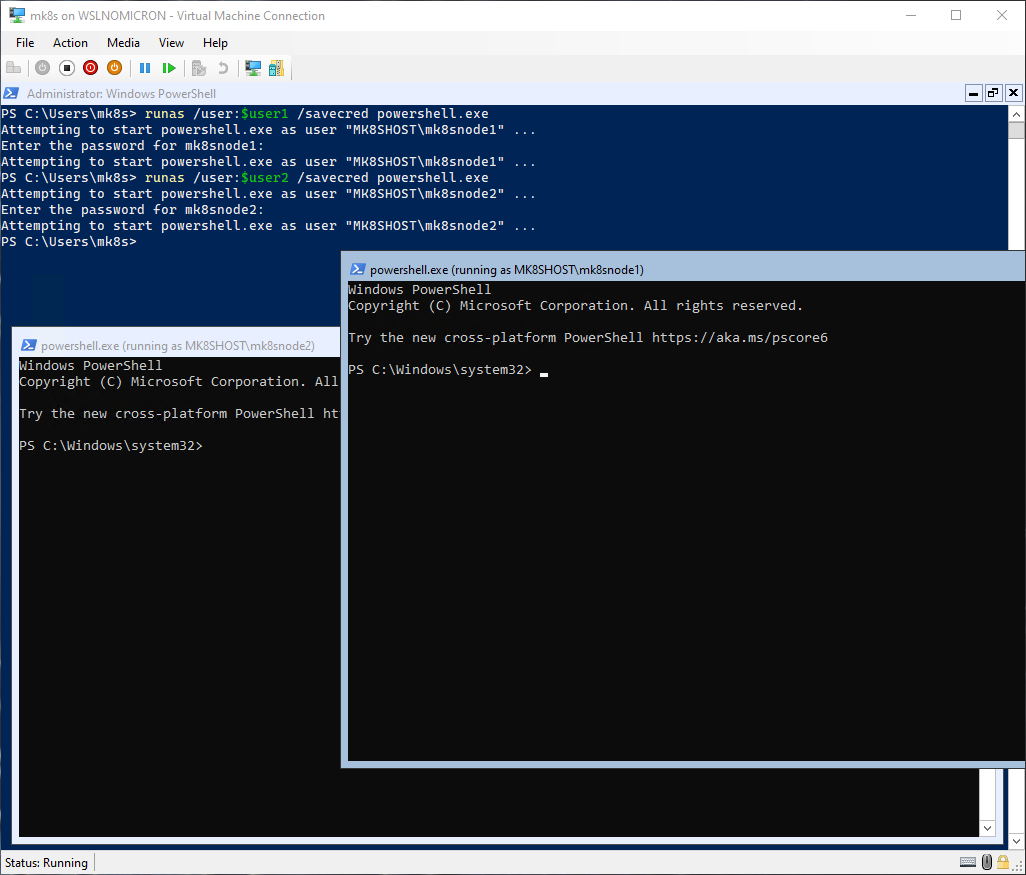 mk8s on WSLNOMICRON - Virtual Machine Connection
File Action Media View Help
Administrator: Windows PowerShell
PS C:\Users\mk8s> runas /user:$user1 /savecred powershell.exe
Attempting to start powershell.exe as user "MK8SHOST\mk8snode1" ...
Enter the password for mk8snode1:
Attempting to start powershell.exe as user "MK8SHOST\mk8snode1" ...
PS C:\Users\mk8s> runas /user:$user2 /savecred powershell.exe
Attempting to start powershell.exe as user "MK8SHOST\mk8snode2" ...
Enter the password for mk8snode2:
Attempting to start powershell.exe as user "MK8SHOST\mk8snode2" ...
PS C:\Users\mk8s>
powershell.exe (running as MK8SHOST\mk8snode1)
Windows PowerShell
Copyright (C) Microsoft Corporation. All rights reserved.
Try the new cross-platform PowerShell https://aka.ms/pscore6
PS C:\Windows\system32>
powershell.exe (running as MK8SHOST\mk8snode2)
Windows PowerShell
Copyright (C) Microsoft Corporation. All
Try the new cross-platform PowerShell ht
PS C:\Windows\system32>
Status: Running